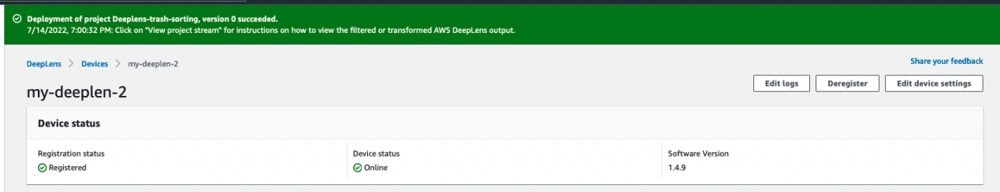 Deployment of project Deeplens-trash-sorting, version 0 succeeded.
7/14/2022, 7:00:32 PM: Click on "View project stream" for instructions on how to view the filtered or transformed AWS DeepLens output.
DeepLens > Devices > my-deeplen-2
Share your feedback
my-deeplen-2
Edit logs Deregister Edit device settings
Device status
Registration status Device status Software Version
Registered Online 1.4.9